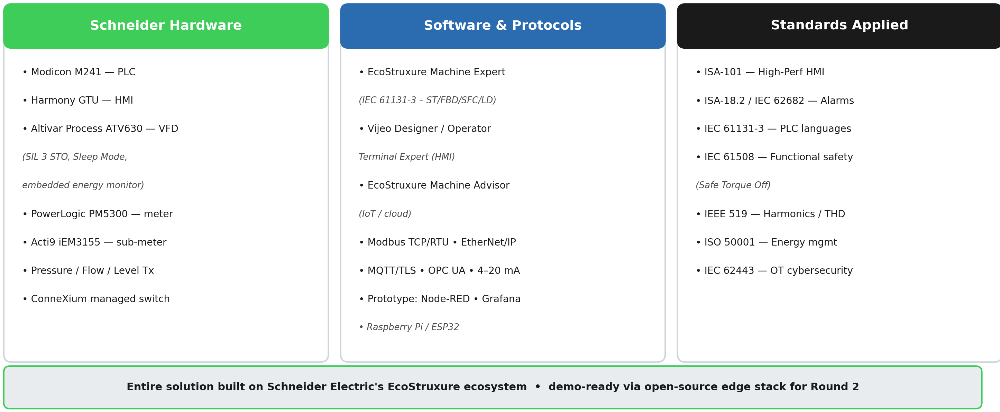 Schneider Hardware
• Modicon M241 — PLC
• Harmony GTU — HMI
• Altivar Process ATV630 — VFD
(SIL 3 STO, Sleep Mode,
embedded energy monitor)
• PowerLogic PM5300 — meter
• Acti9 iEM3155 — sub-meter
• Pressure / Flow / Level Tx
• ConneXium managed switch
Software & Protocols
• EcoStruxure Machine Expert
(IEC 61131-3 – ST/FBD/SFC/LD)
• Vijeo Designer / Operator
Terminal Expert (HMI)
• EcoStruxure Machine Advisor
(IoT / cloud)
• Modbus TCP/RTU • EtherNet/IP
• MQTT/TLS • OPC UA • 4–20 mA
• Prototype: Node-RED • Grafana
• Raspberry Pi / ESP32
Standards Applied
• ISA-101 — High-Perf HMI
• ISA-18.2 / IEC 62682 — Alarms
• IEC 61131-3 — PLC languages
• IEC 61508 — Functional safety
(Safe Torque Off)
• IEEE 519 — Harmonics / THD
• ISO 50001 — Energy mgmt
• IEC 62443 — OT cybersecurity
Entire solution built on Schneider Electric's EcoStruxure ecosystem • demo-ready via open-source edge stack for Round 2